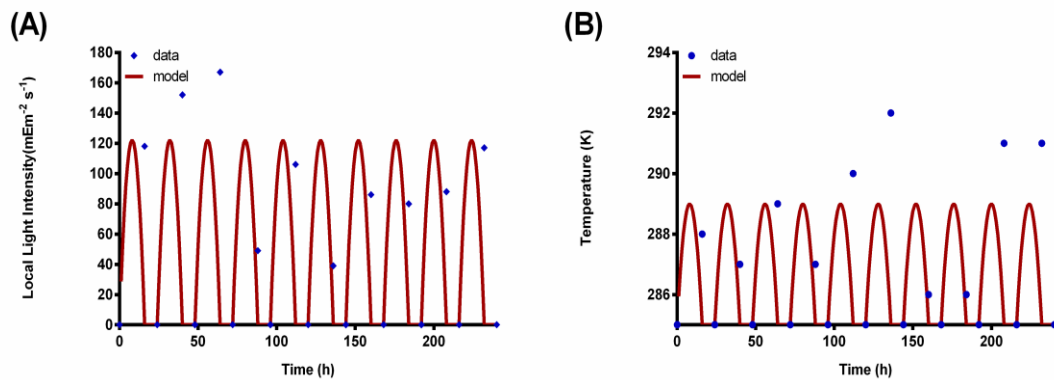 (A)
Local Light Intensity(mEm⁻² s⁻¹)
180
160
140
120
100
80
60
40
20
0
data
model
0 50 100 150 200
Time (h)
(B)
Temperature (K)
294
292
290
288
286
data
model
0 50 100 150 200
Time (h)